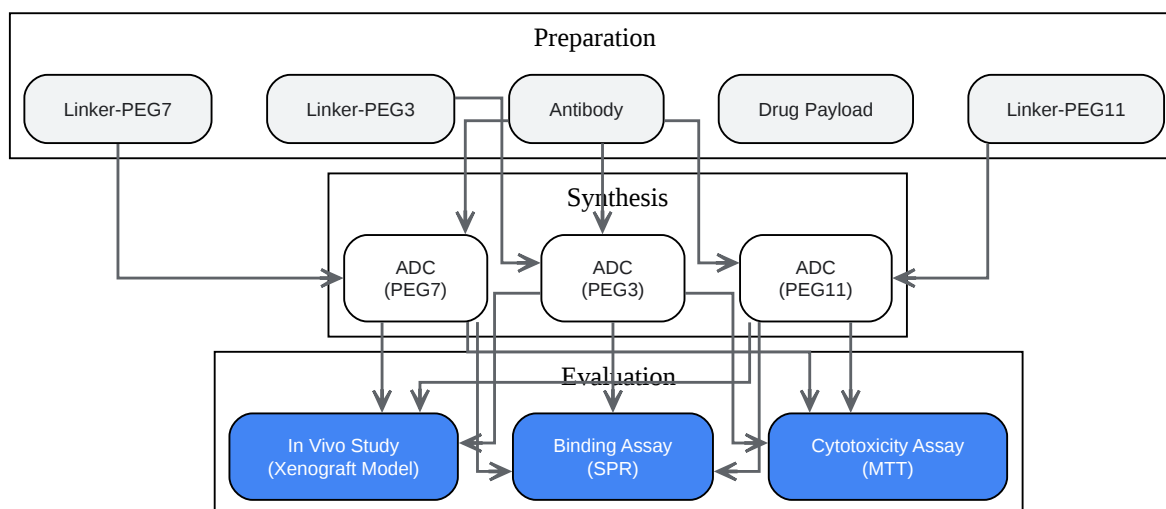 Preparation
Linker-PEG7
Linker-PEG3
Antibody
Drug Payload
Linker-PEG11
Synthesis
ADC
(PEG7)
ADC
(PEG3)
ADC
(PEG11)
Evaluation
In Vivo Study
(Xenograft Model)
Binding Assay
(SPR)
Cytotoxicity Assay
(MTT)